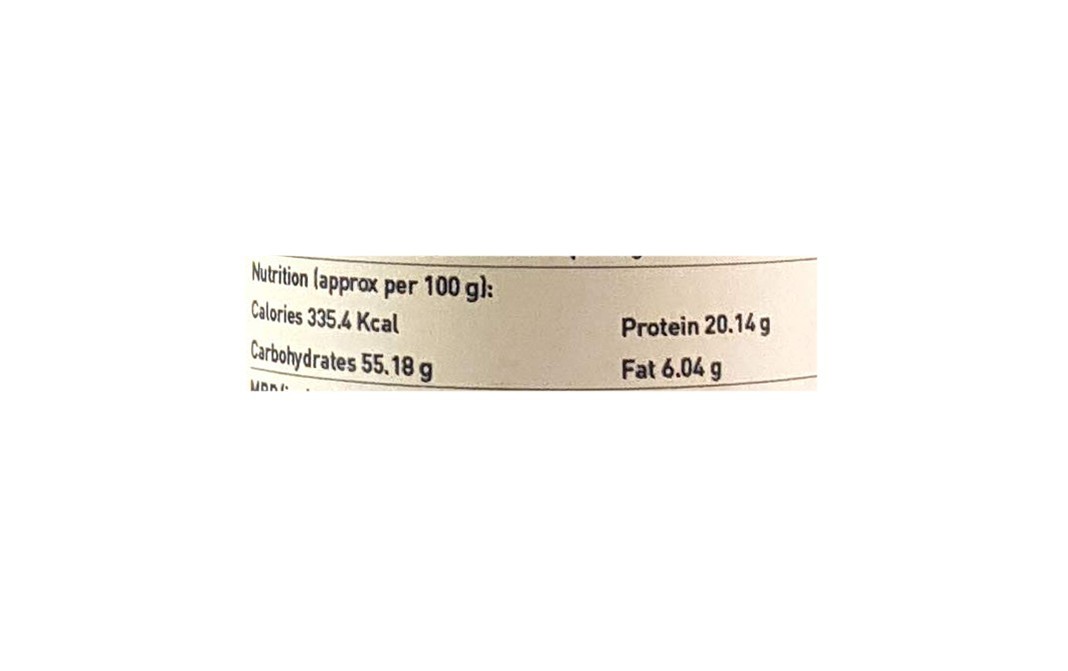 Nutrition (approx per 100 g):
Calories 335.4 Kcal Protein 20.14 g
Carbohydrates 55.18 g Fat 6.04 g